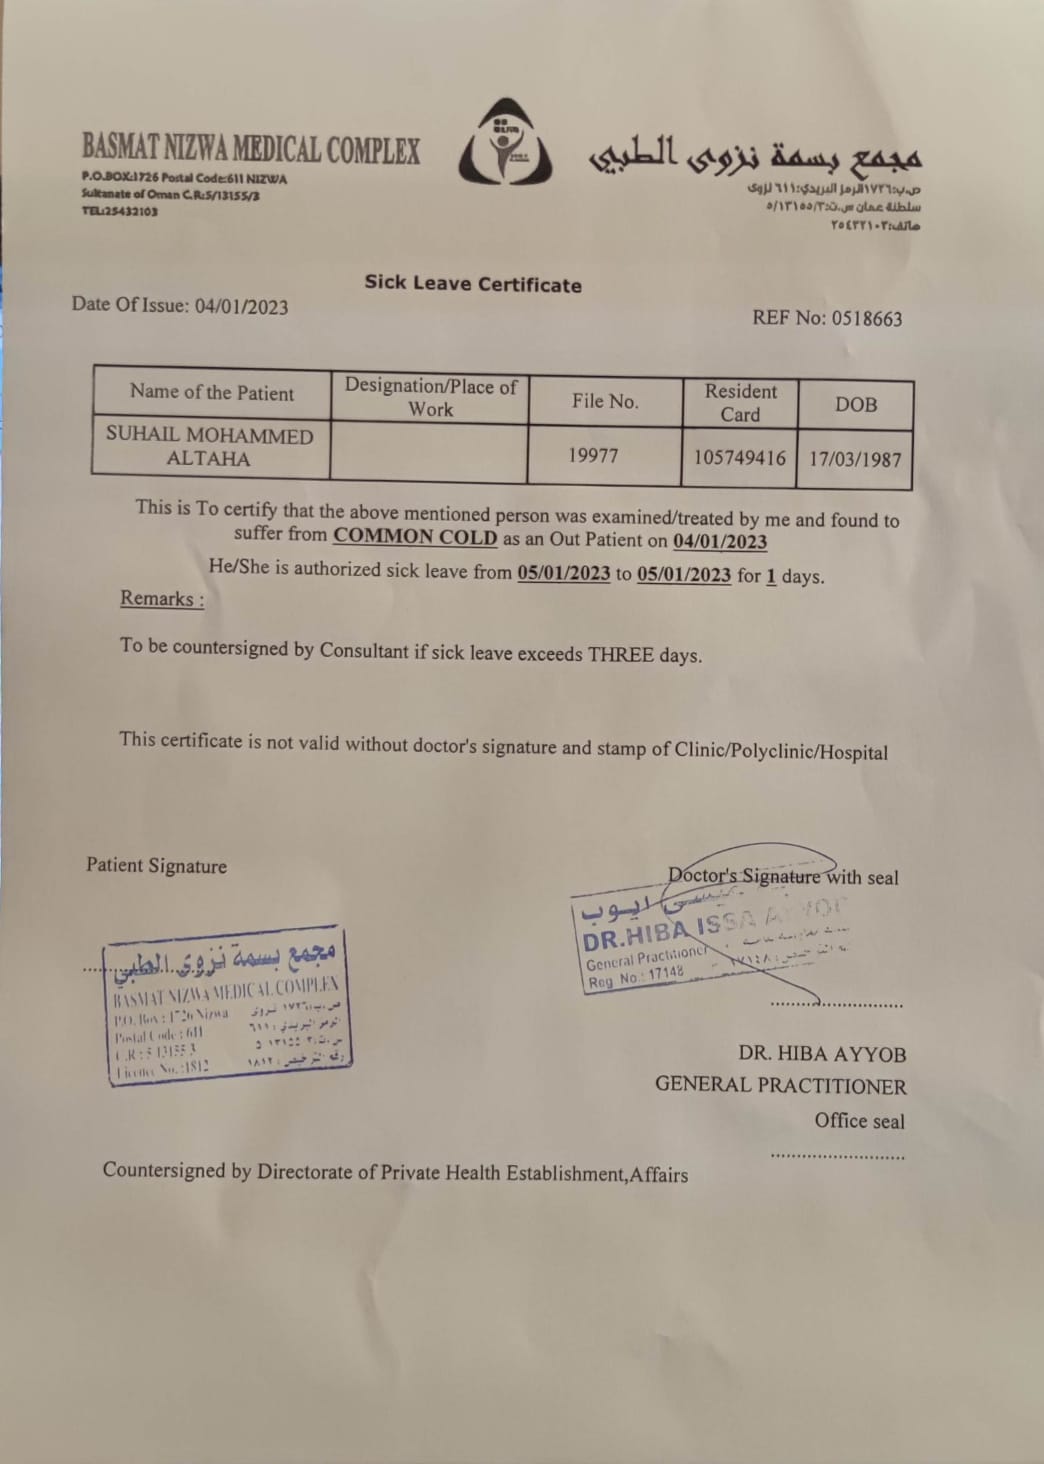 BASMAT NIZWA MEDICAL COMPLEX
P.O.BOX:1726 Postal Code:611 NIZWA
Sultanate of Oman C.R:5/13155/3
TEL:25432103
مجمع بسمة نزوى الطبي
ص.ب:١٧٢٦الرمز البريدي:٦١١ نزوى
سلطنة عمان س.ت:٥/١٣١٥٥/٣
هاتف:٢٥٤٣٢١٠٣
Sick Leave Certificate
Date Of Issue: 04/01/2023
REF No: 0518663
Name of the Patient
Designation/Place of Work
File No.
Resident Card
DOB
SUHAIL MOHAMMED ALTAHA
19977
105749416
17/03/1987
This is To certify that the above mentioned person was examined/treated by me and found to
suffer from COMMON COLD as an Out Patient on 04/01/2023
He/She is authorized sick leave from 05/01/2023 to 05/01/2023 for 1 days.
Remarks :
To be countersigned by Consultant if sick leave exceeds THREE days.
This certificate is not valid without doctor's signature and stamp of Clinic/Polyclinic/Hospital
Patient Signature
Doctor's Signature with seal
مجمع بسمة نزوى الطبي
BASMAT NIZWA MEDICAL COMPLEX
P.O. Box : 1726 Nizwa
ص.ب:١٧٢٦ نزوى
Postal Code : 611
الرمز البريدي : ٦١١
C.R : 5 13155 3
Licence No. :1812
رقم الترخيص : ١٨١٢
عيسى ايوب
DR.HIBA ISSA AYYOB
General Practitioner
Reg No.: 17148
DR. HIBA AYYOB
GENERAL PRACTITIONER
Office seal
Countersigned by Directorate of Private Health Establishment,Affairs